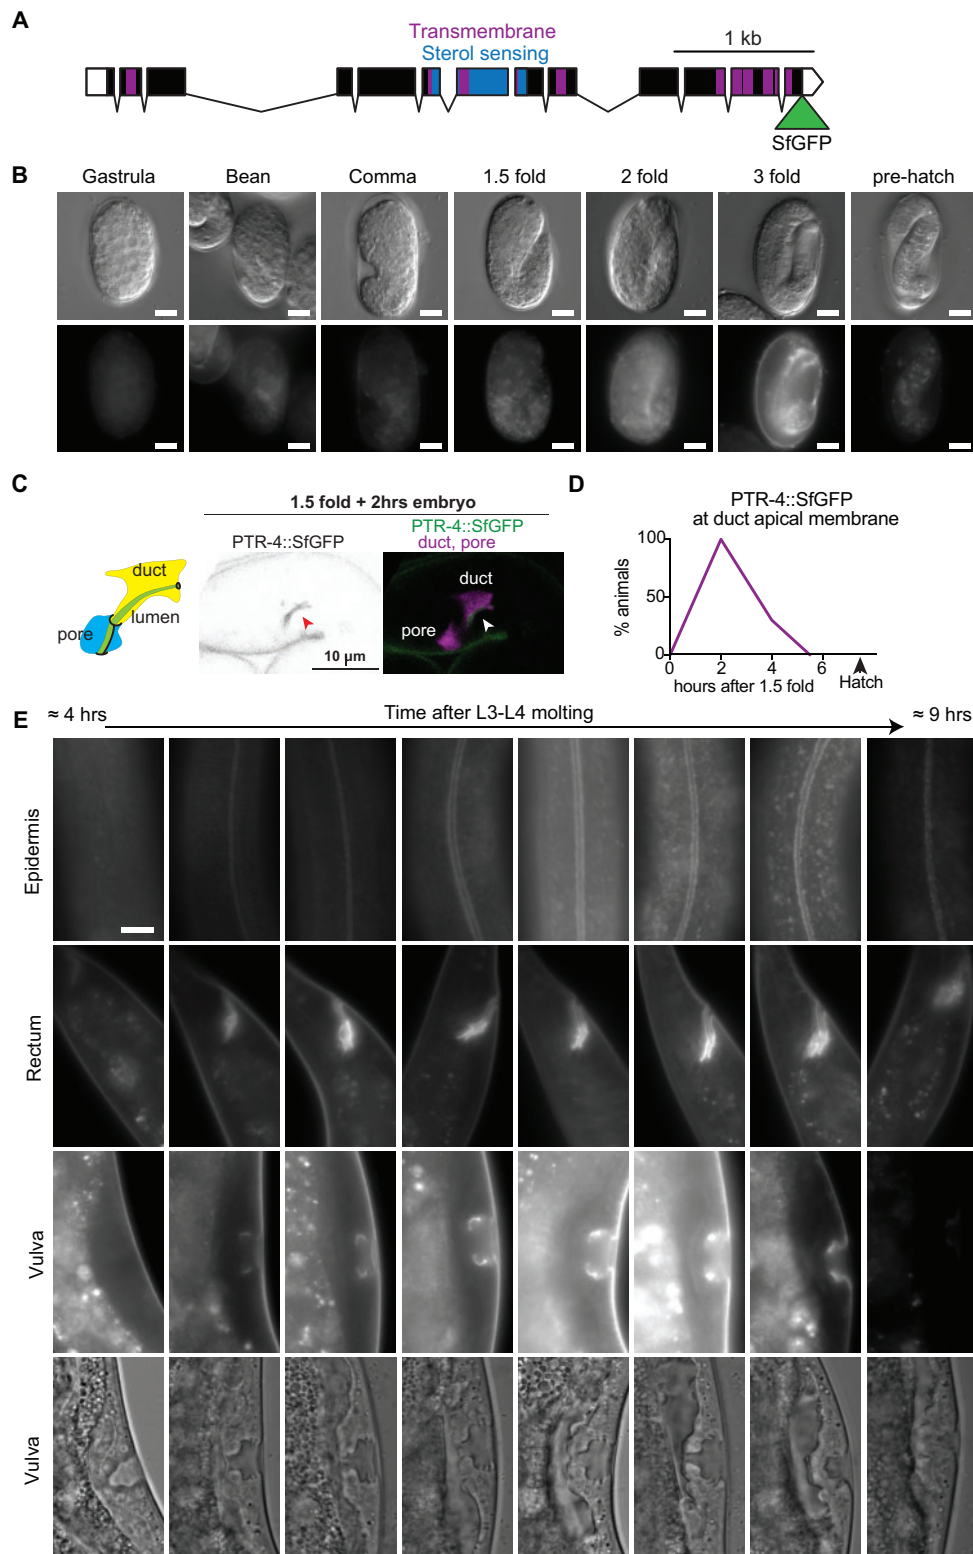 A
Transmembrane
Sterol sensing
1 kb
SfGFP
B
Gastrula
Bean
Comma
1.5 fold
2 fold
3 fold
pre-hatch
C
1.5 fold + 2hrs embryo
PTR-4::SfGFP
PTR-4::SfGFP
duct, pore
duct
lumen
pore
10 µm
duct
pore
D
PTR-4::SfGFP
at duct apical membrane
% animals
100
50
0
0
2
4
6
hours after 1.5 fold
Hatch
E
≈ 4 hrs
Time after L3-L4 molting
≈ 9 hrs
Epidermis
Rectum
Vulva
Vulva